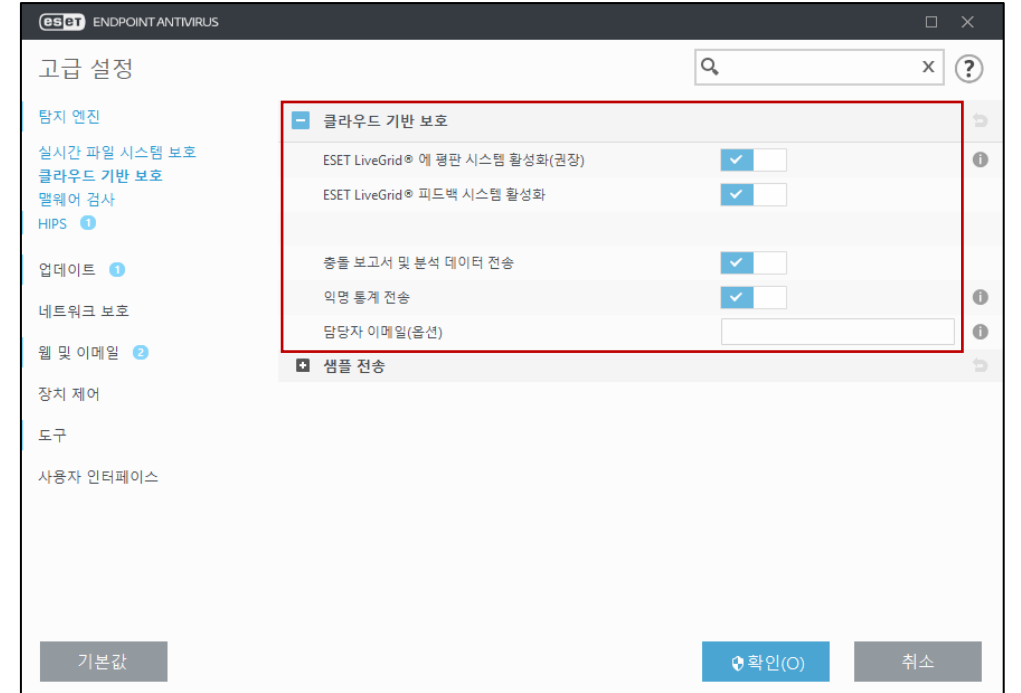 eset ENDPOINT ANTIVIRUS
고급 설정
x
?
탐지 엔진
실시간 파일 시스템 보호
클라우드 기반 보호
맬웨어 검사
HIPS 1
업데이트 1
네트워크 보호
웹 및 이메일 2
장치 제어
도구
사용자 인터페이스
클라우드 기반 보호
ESET LiveGrid® 에 평판 시스템 활성화(권장)
ESET LiveGrid® 피드백 시스템 활성화
충돌 보고서 및 분석 데이터 전송
익명 통계 전송
담당자 이메일(옵션)
샘플 전송
기본값
확인(O)
취소